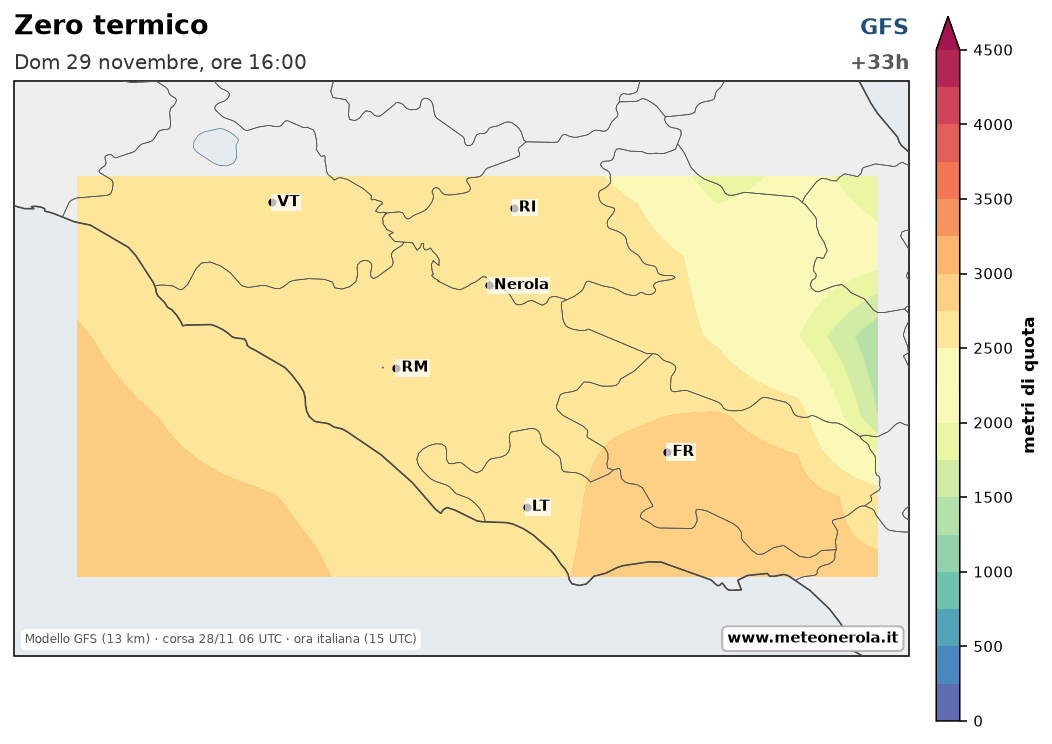 Zero termico
GFS
Dom 29 novembre, ore 16:00
+33h
VT
RI
Nerola
RM
FR
LT
4500
4000
3500
3000
2500
2000
1500
1000
500
0
metri di quota
Modello GFS (13 km) · corsa 28/11 06 UTC · ora italiana (15 UTC)
www.meteonerola.it